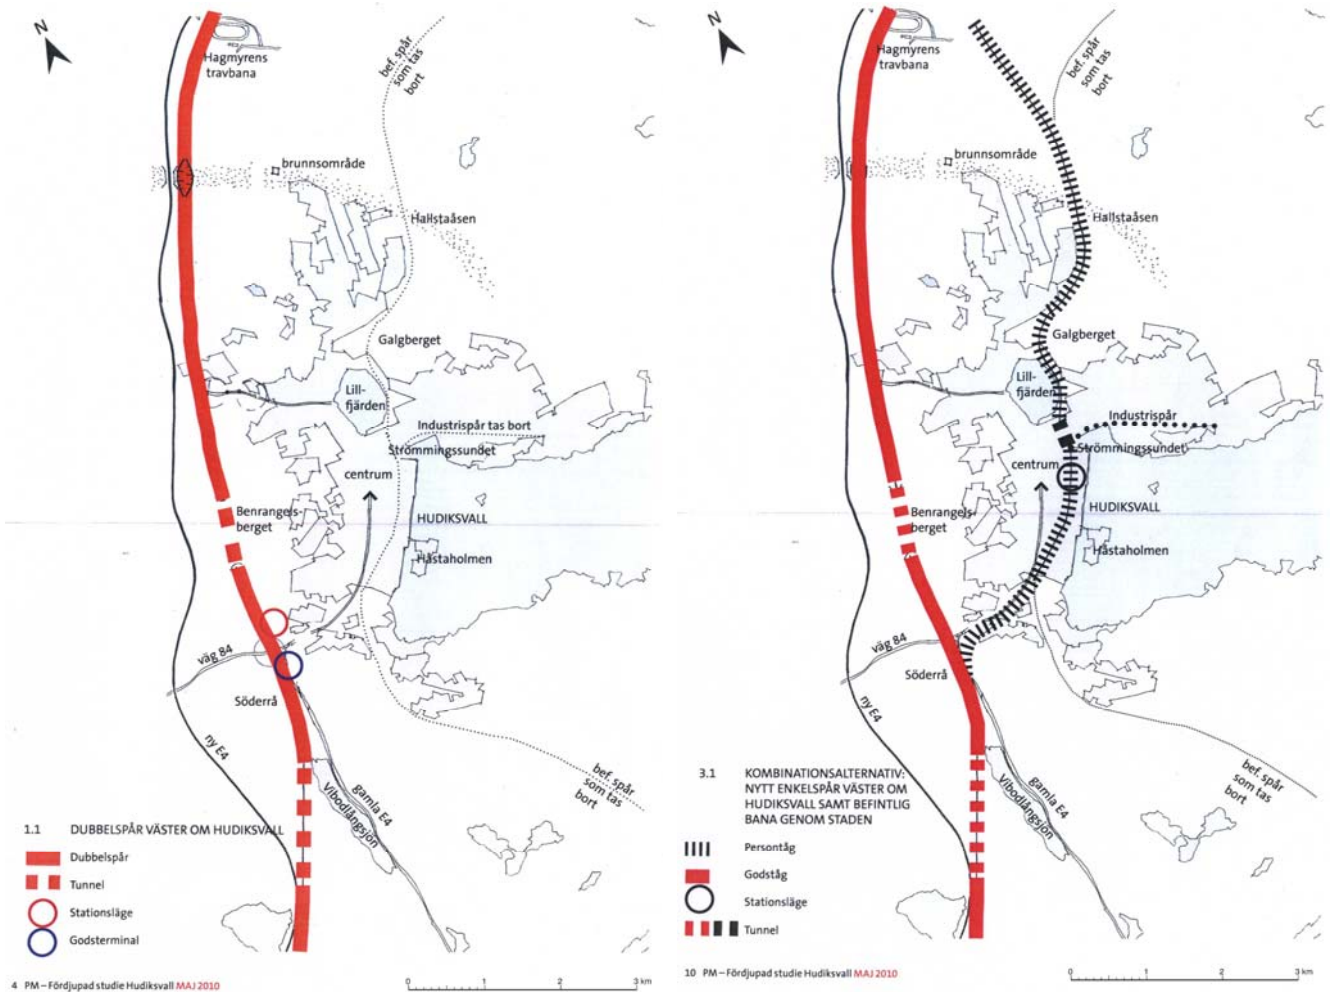 N
Hagmyrens
travbana
bef. spår
som tas
bort
brunnsområde
Hallstaåsen
Galgberget
Lill-
fjärden
Industrispår tas bort
Strömmingssundet
centrum
Benrangels-
berget
HUDIKSVALL
Håstaholmen
väg 84
Söderrå
ny E4
bef. spår
som tas
bort
gamla E4
Vibodlångsjön
1.1 DUBBELSPÅR VÄSTER OM HUDIKSVALL
Dubbelspår
Tunnel
Stationsläge
Godsterminal
4 PM – Fördjupad studie Hudiksvall MAJ 2010
0 1 2 3 km
N
Hagmyrens
travbana
bef. spår
som tas
bort
brunnsområde
Hallstaåsen
Galgberget
Lill-
fjärden
Industrispår
Strömmingssundet
centrum
Benrangels-
berget
HUDIKSVALL
Håstaholmen
väg 84
Söderrå
ny E4
bef. spår
som tas
bort
gamla E4
Vibodlångsjön
3.1 KOMBINATIONSALTERNATIV:
NYTT ENKELSPÅR VÄSTER OM
HUDIKSVALL SAMT BEFINTLIG
BANA GENOM STADEN
Persontåg
Godståg
Stationsläge
Tunnel
10 PM – Fördjupad studie Hudiksvall MAJ 2010
0 1 2 3 km